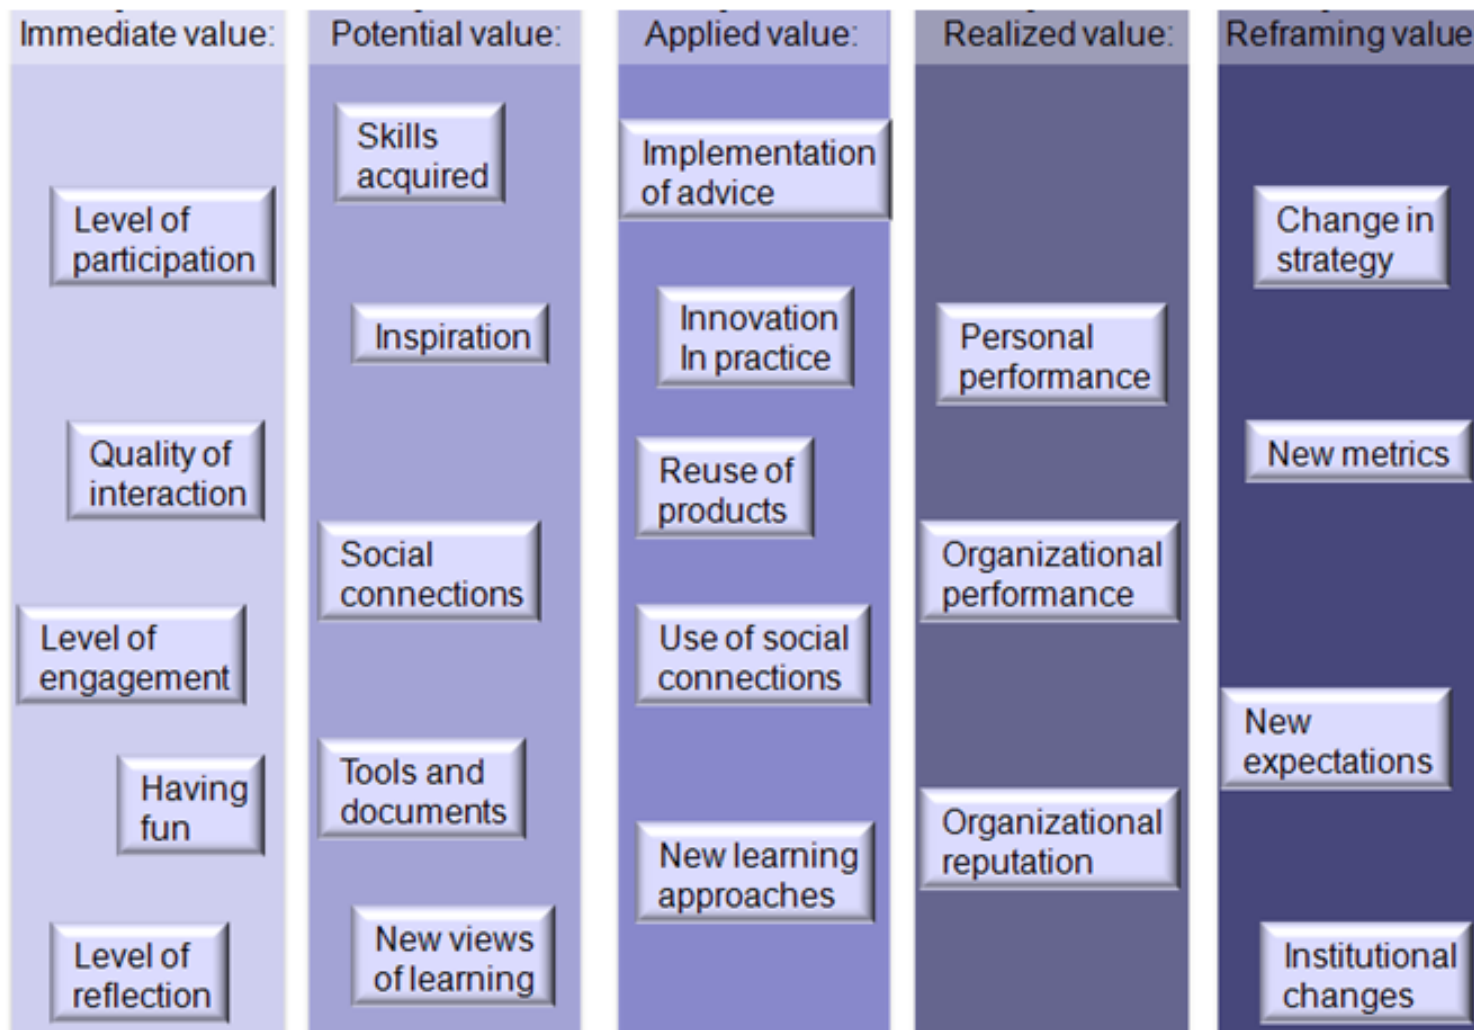 Immediate value:
Level of
participation
Quality of
interaction
Level of
engagement
Having
fun
Level of
reflection
Potential value:
Skills
acquired
Inspiration
Social
connections
Tools and
documents
New views
of learning
Applied value:
Implementation
of advice
Innovation
In practice
Reuse of
products
Use of social
connections
New learning
approaches
Realized value:
Personal
performance
Organizational
performance
Organizational
reputation
Reframing value
Change in
strategy
New metrics
New
expectations
Institutional
changes